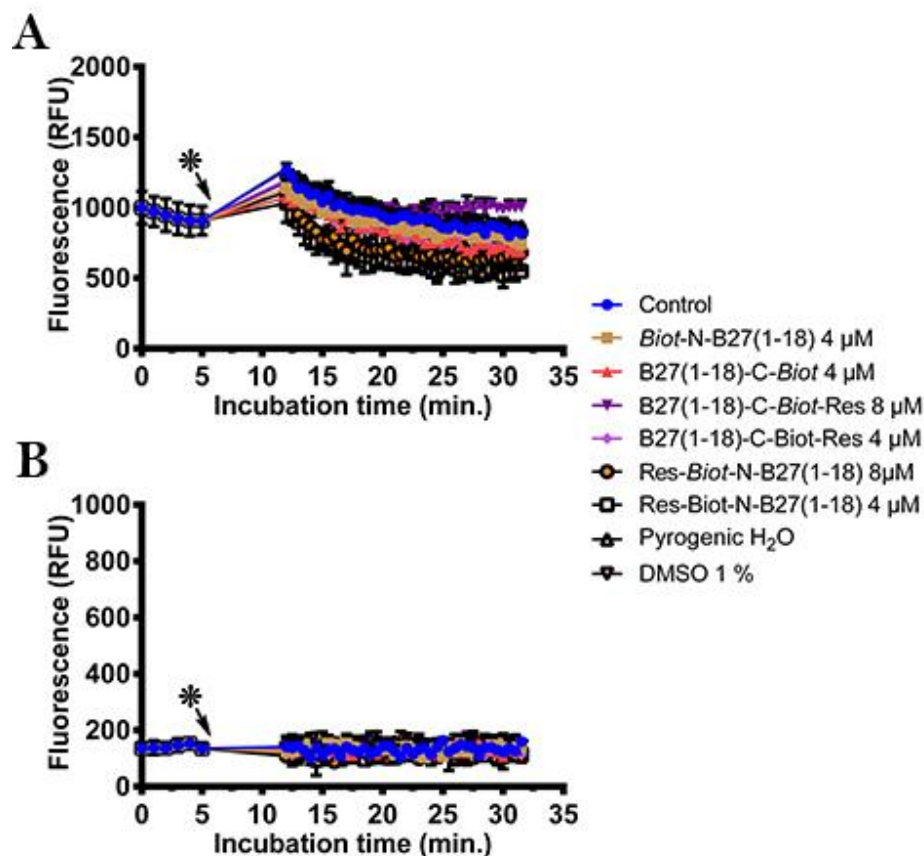 A
Fluorescence (RFU)
2000
1500
1000
500
0
*
0 5 10 15 20 25 30 35
Incubation time (min.)
Control
Biot-N-B27(1-18) 4 µM
B27(1-18)-C-Biot 4 µM
B27(1-18)-C-Biot-Res 8 µM
B27(1-18)-C-Biot-Res 4 µM
Res-Biot-N-B27(1-18) 8µM
Res-Biot-N-B27(1-18) 4 µM
Pyrogenic H₂O
DMSO 1 %
B
Fluorescence (RFU)
1000
800
600
400
200
0
*
0 5 10 15 20 25 30 35
Incubation time (min.)